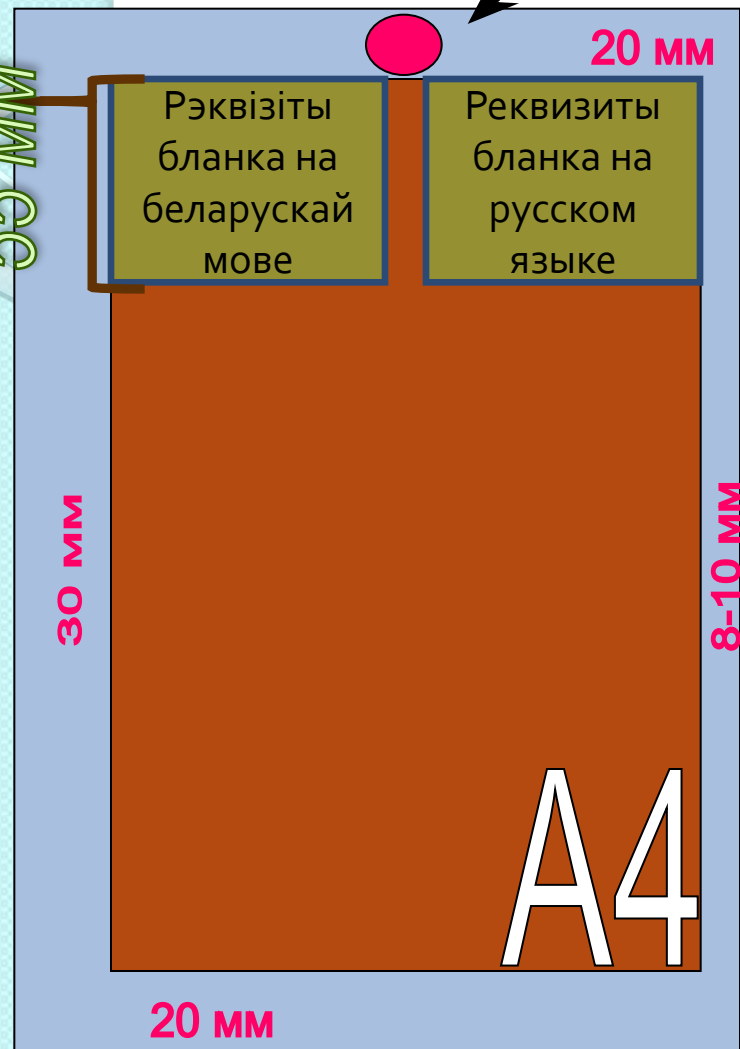 20 мм
Рэквізіты
бланка на
беларускай
мове
Реквизиты
бланка на
русском
языке
30 мм
8-10 мм
А4
20 мм